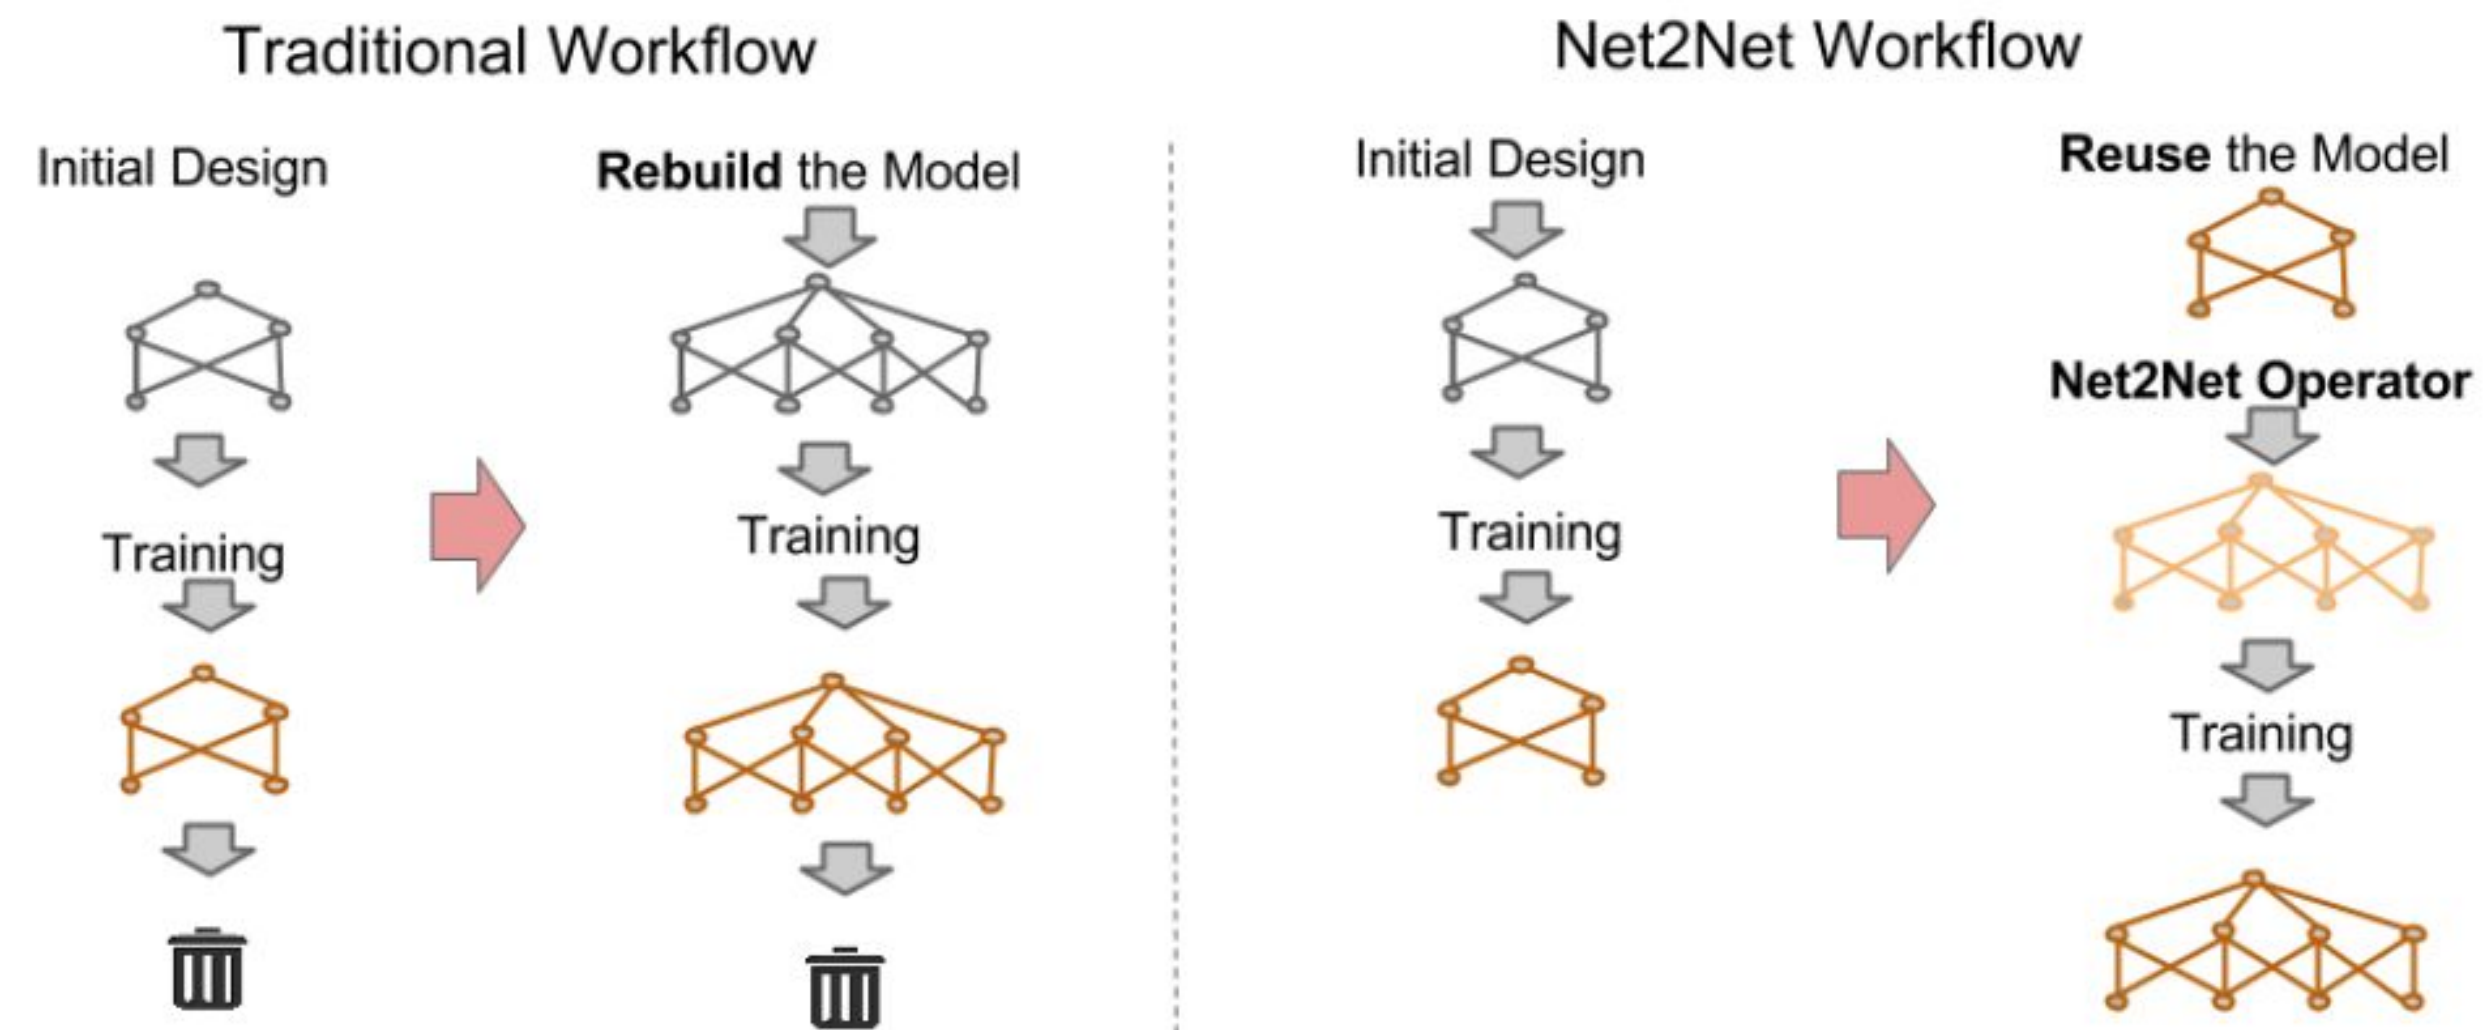 Traditional Workflow
Initial Design
Training
Rebuild the Model
Training
Net2Net Workflow
Initial Design
Training
Reuse the Model
Net2Net Operator
Training